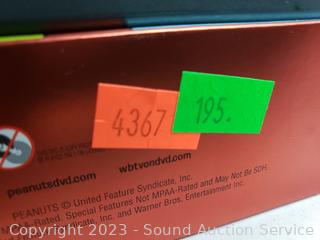 4367
195.
peanutsdvd.com
wbtvondvd.com
PEANUTS © United Feature Syndicate, Inc.
MPAA-Rated and May Not Be SDH.
-Rated. Special Features Not
Inc. and Warner Bros. Entertainment Inc.
Copyright 2023 - Sound Auction Service